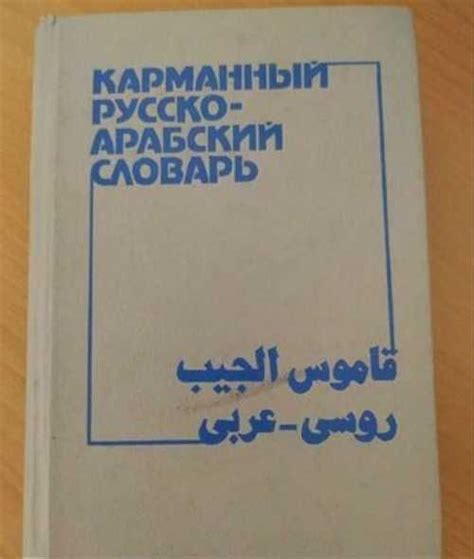 КАРМАННЫЙ
РУССКО-
АРАБСКИЙ
СЛОВАРЬ
قاموس الجيب
روسى - عربى